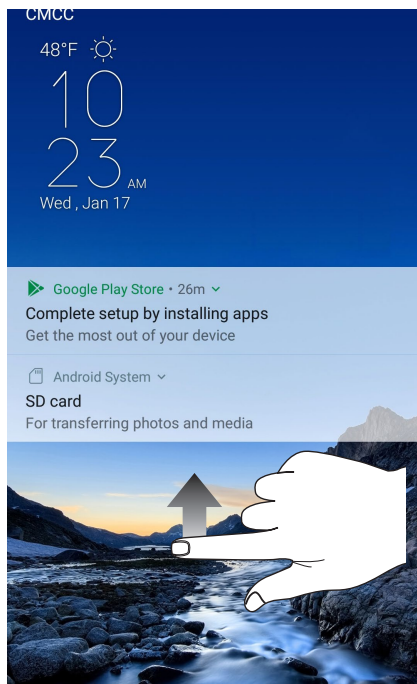 CMCC
48°F
10
23 AM
Wed , Jan 17
Google Play Store • 26m
Complete setup by installing apps
Get the most out of your device
Android System
SD card
For transferring photos and media